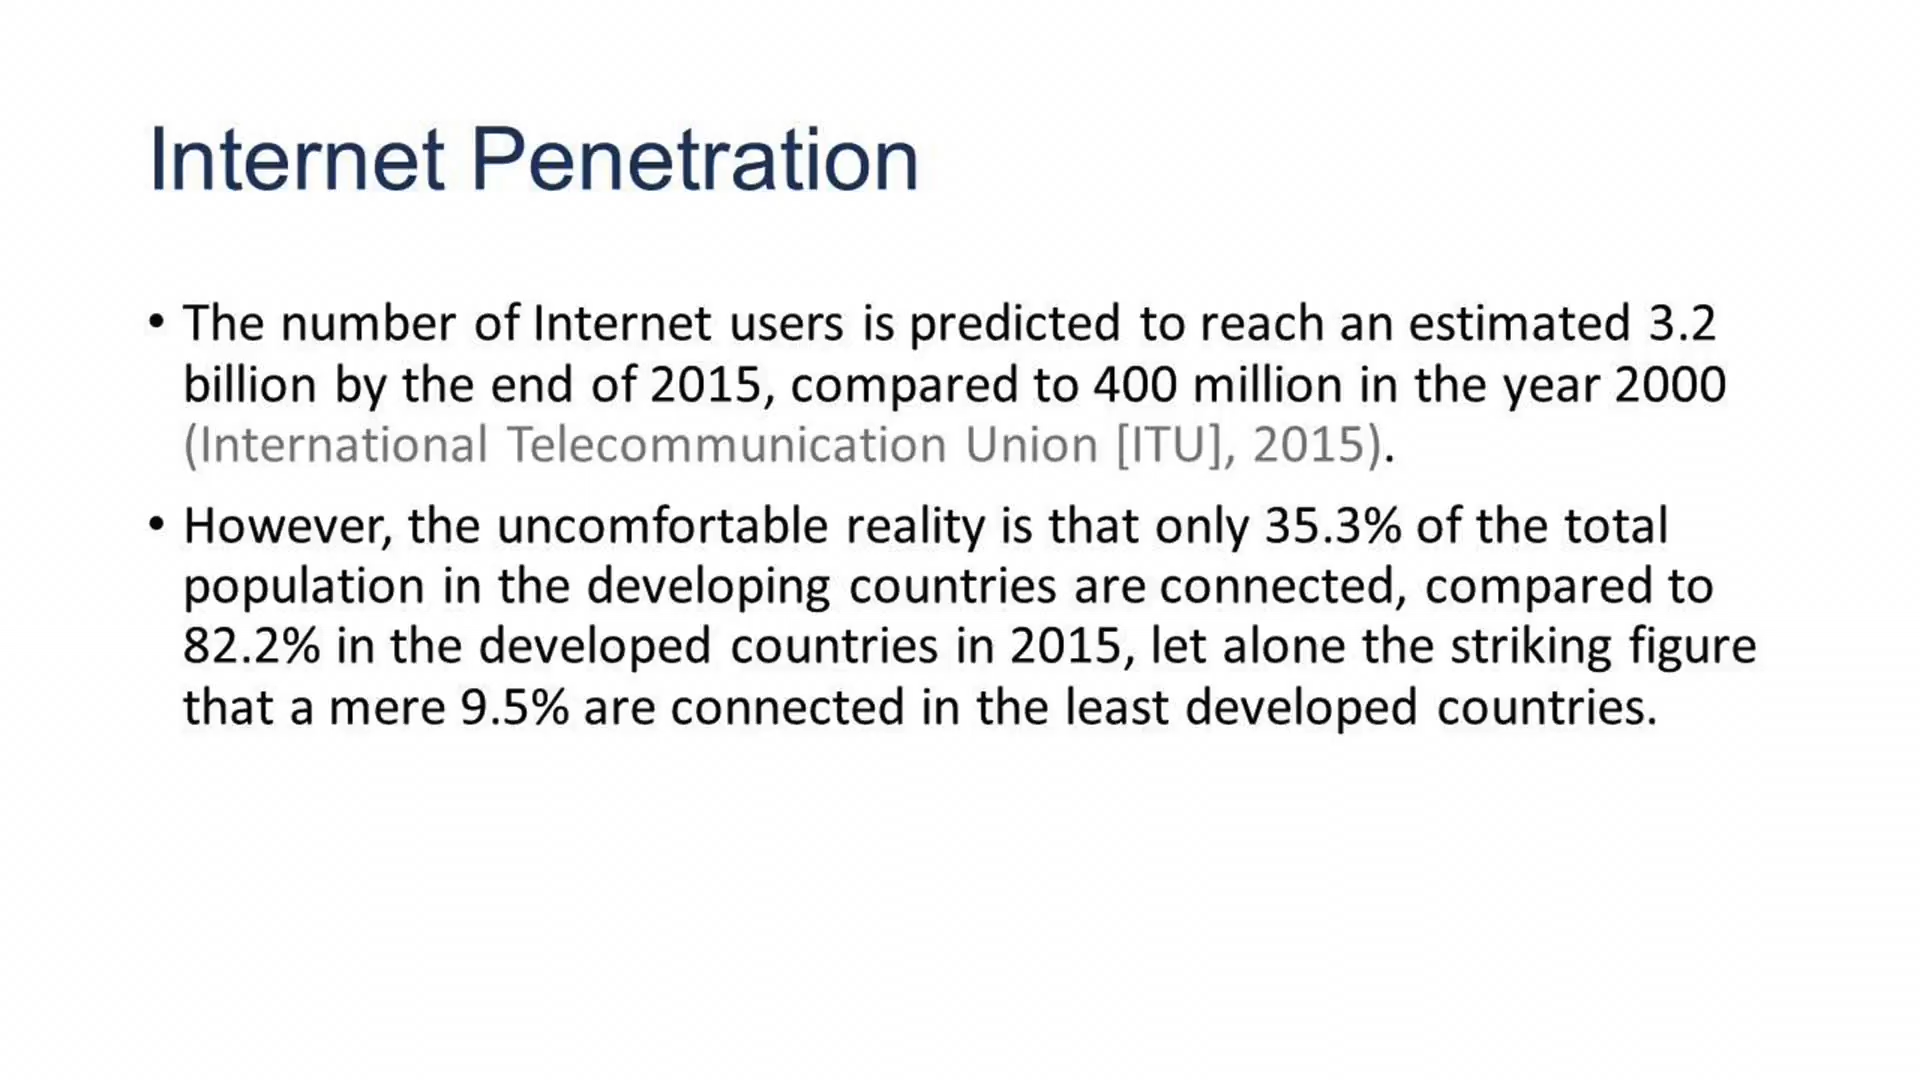 Internet Penetration
• The number of Internet users is predicted to reach an estimated 3.2
billion by the end of 2015, compared to 400 million in the year 2000
(International Telecommunication Union [ITU], 2015).
• However, the uncomfortable reality is that only 35.3% of the total
population in the developing countries are connected, compared to
82.2% in the developed countries in 2015, let alone the striking figure
that a mere 9.5% are connected in the least developed countries.